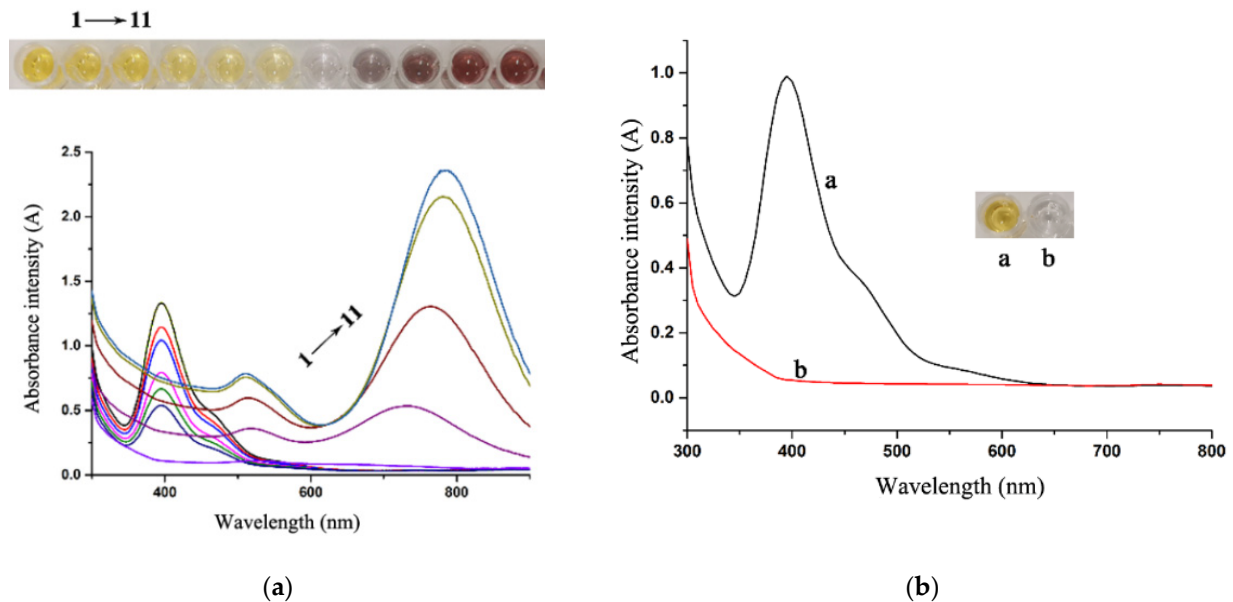 1 → 11
2.5
2.0
1.5
1.0
0.5
0.0
400
600
800
Absorbance intensity (A)
Wavelength (nm)
1 → 11
(a)
1.0
0.8
0.6
0.4
0.2
0.0
300
400
500
600
700
800
Absorbance intensity (A)
Wavelength (nm)
a
b
a b
(b)